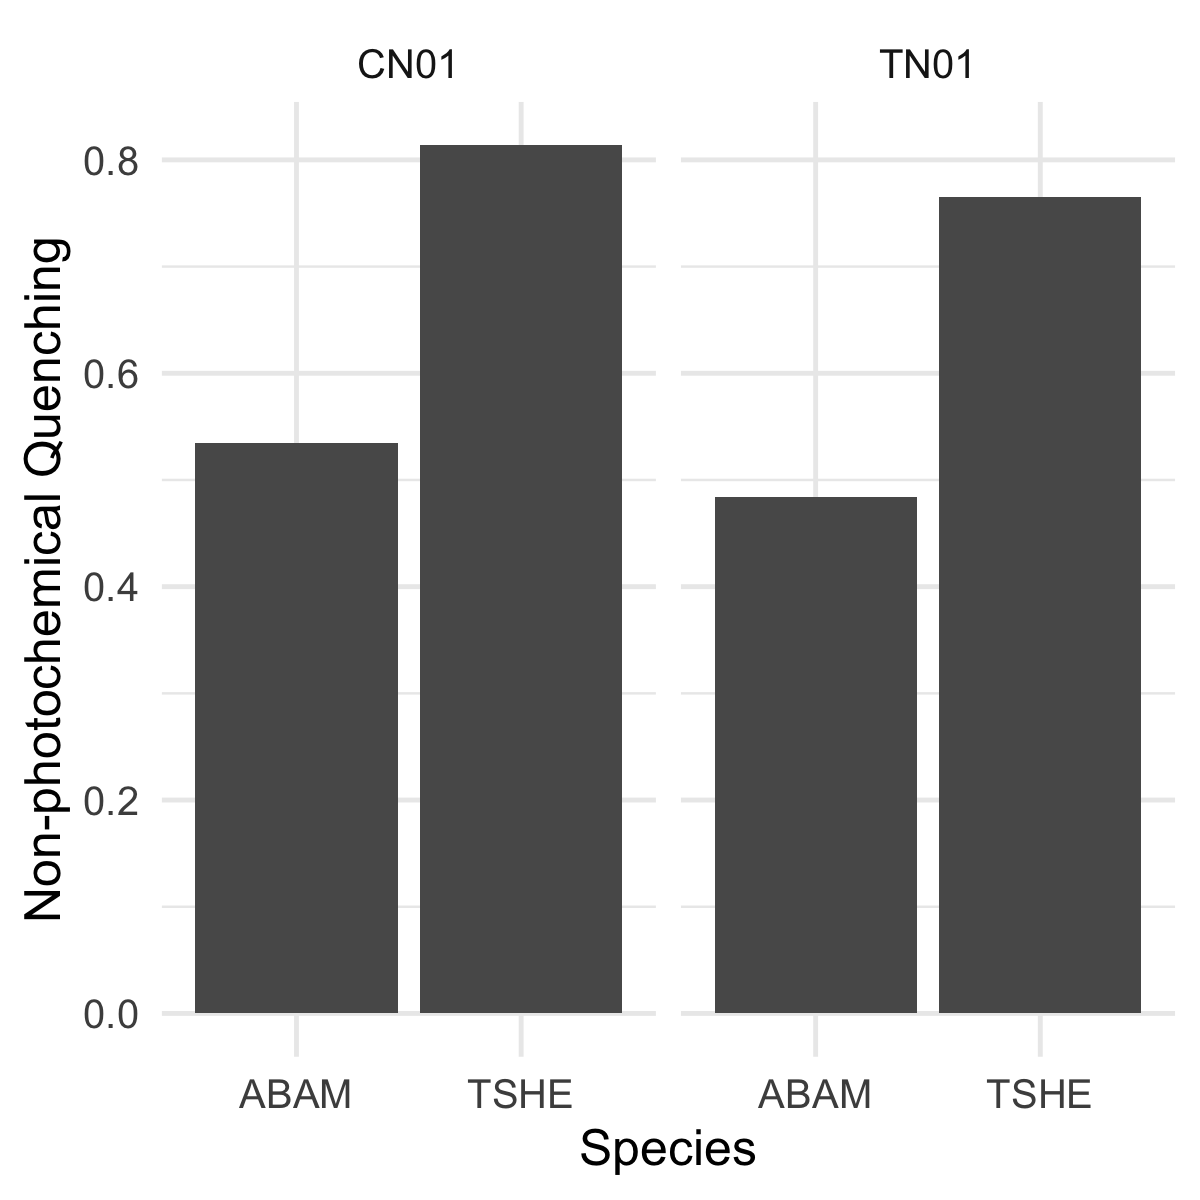 CN01
TN01
Non-photochemical Quenching
0.8
0.6
0.4
0.2
0.0
ABAM
TSHE
ABAM
TSHE
Species